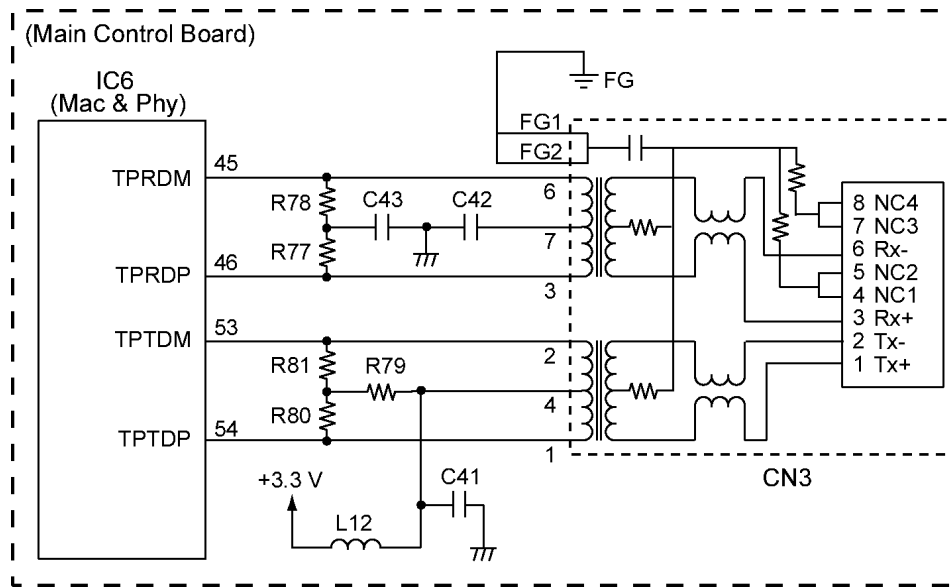 (Main Control Board)
IC6
(Mac & Phy)
FG
FG1
FG2
TPRDM
45
R78
C43
C42
6
7
R77
TPRDP
46
3
8 NC4
7 NC3
6 Rx-
5 NC2
4 NC1
3 Rx+
2 Tx-
1 Tx+
TPTDM
53
R81
R79
2
4
R80
TPTDP
54
1
+3.3 V
C41
L12
CN3